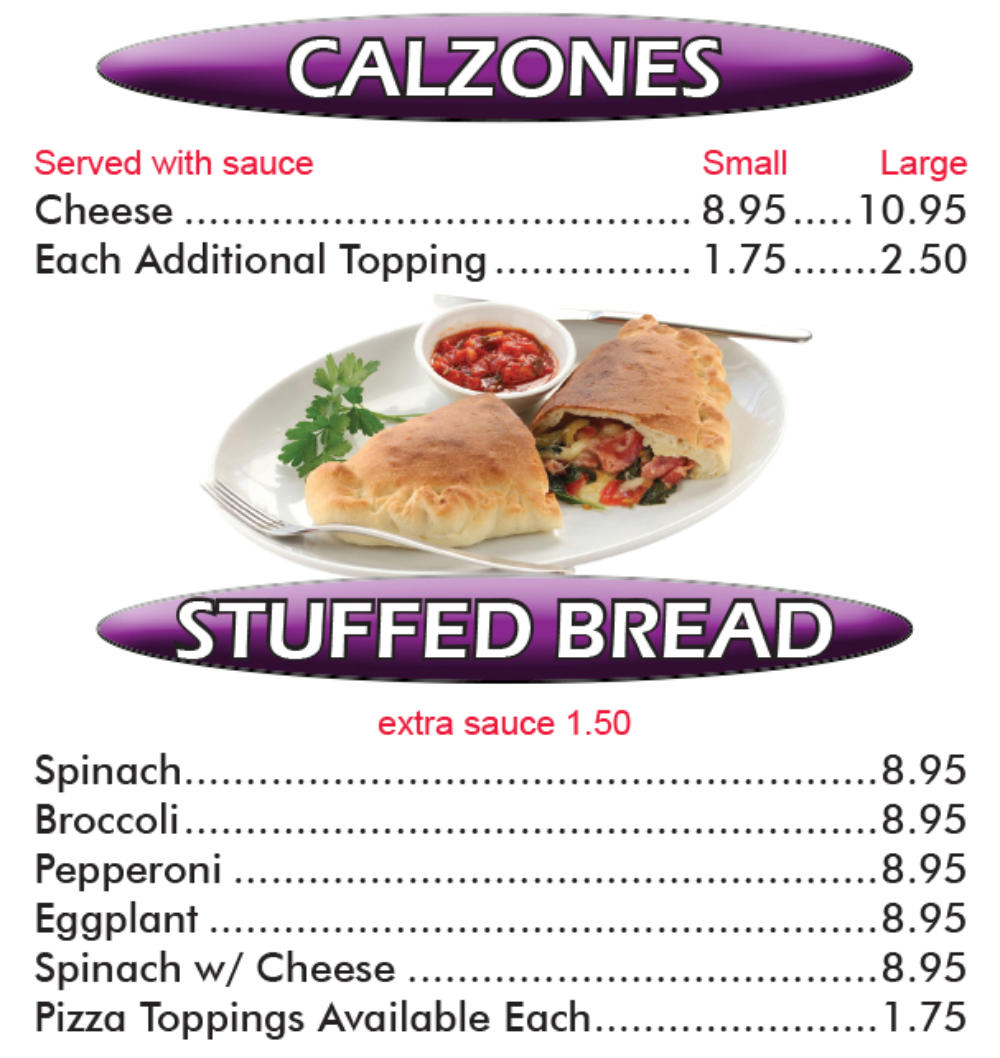 CALZONES
Served with sauce Small Large
Cheese ........................................ 8.95.....10.95
Each Additional Topping ................ 1.75.......2.50
STUFFED BREAD
extra sauce 1.50
Spinach.......................................................8.95
Broccoli.......................................................8.95
Pepperoni ...................................................8.95
Eggplant .....................................................8.95
Spinach w/ Cheese .....................................8.95
Pizza Toppings Available Each.......................1.75